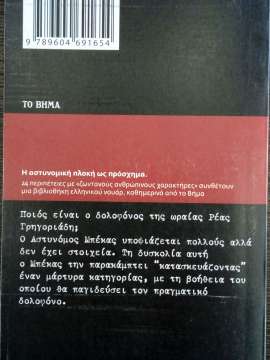 9 789604 691654
ΤΟ ΒΗΜΑ
Η αστυνομική πλοκή ως πρόσχημα.
24 περιπέτειες με «ζωντανούς ανθρώπινους χαρακτήρες» συνθέτουν
μια βιβλιοθήκη ελληνικού νουάρ, καθημερινά από το Βήμα
Ποιός είναι ο δολοφόνος της ωραίας Ρέας
Γρηγοριάδη;
Ο Αστυνόμος Μπέκας υποψιάζεται πολλούς αλλά
δεν έχει στοιχεία. Τη δυσκολία αυτή
ο Μπέκας την παρακάμπτει "κατασκευάζοντας"
έναν μάρτυρα κατηγορίας, με τη βοήθεια του
οποίου θα παγιδεύσει τον πραγματικό
δολοφόνο.